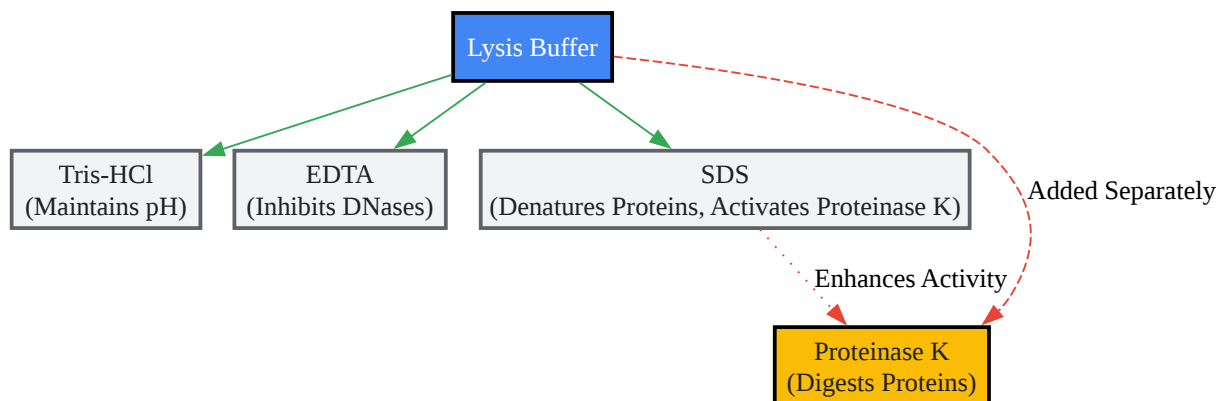 Lysis Buffer
Tris-HCl
(Maintains pH)
EDTA
(Inhibits DNases)
SDS
(Denatures Proteins, Activates Proteinase K)
Added Separately
Enhances Activity
Proteinase K
(Digests Proteins)